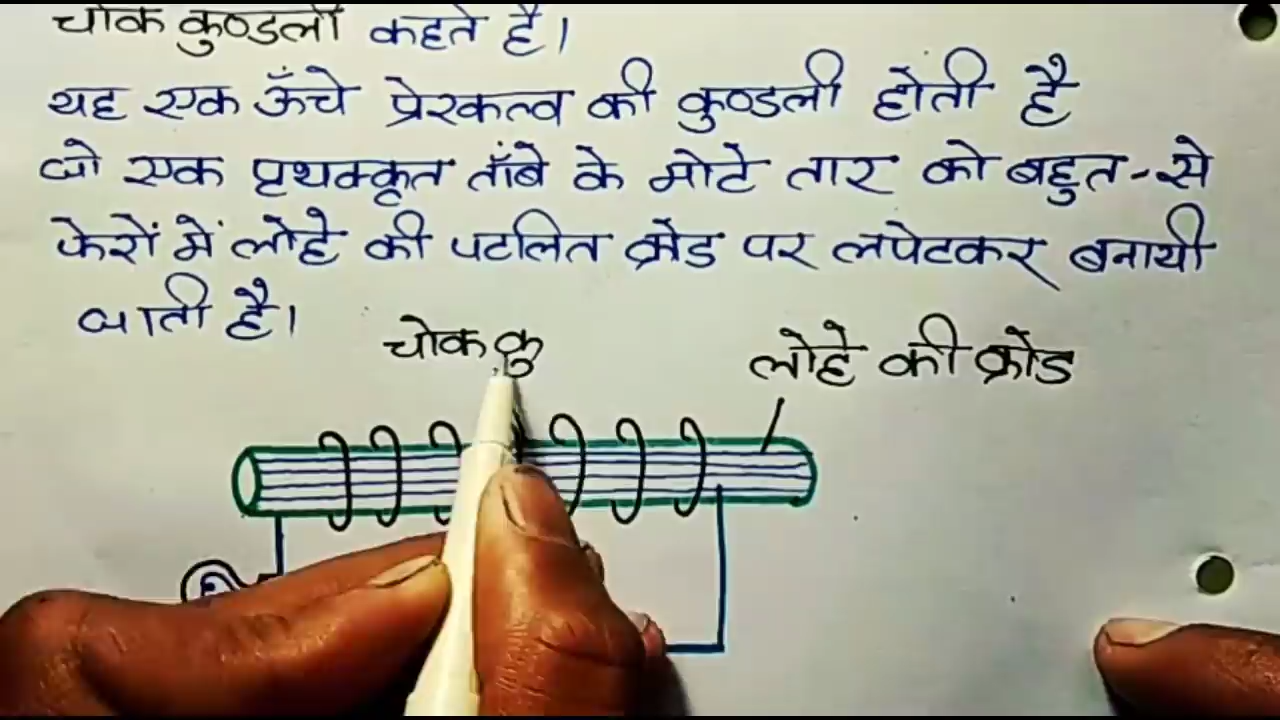 चोक कुण्डली कहते है।
यह एक ऊँचे प्रेरकत्व की कुण्डली होती है
जो एक पृथक्कृत ताँबे के मोटे तार को बहुत-से
फेरों में लोहे की पटलित क्रोड पर लपेटकर बनायी
जाती है।
चोक कु
लोहे की क्रोड